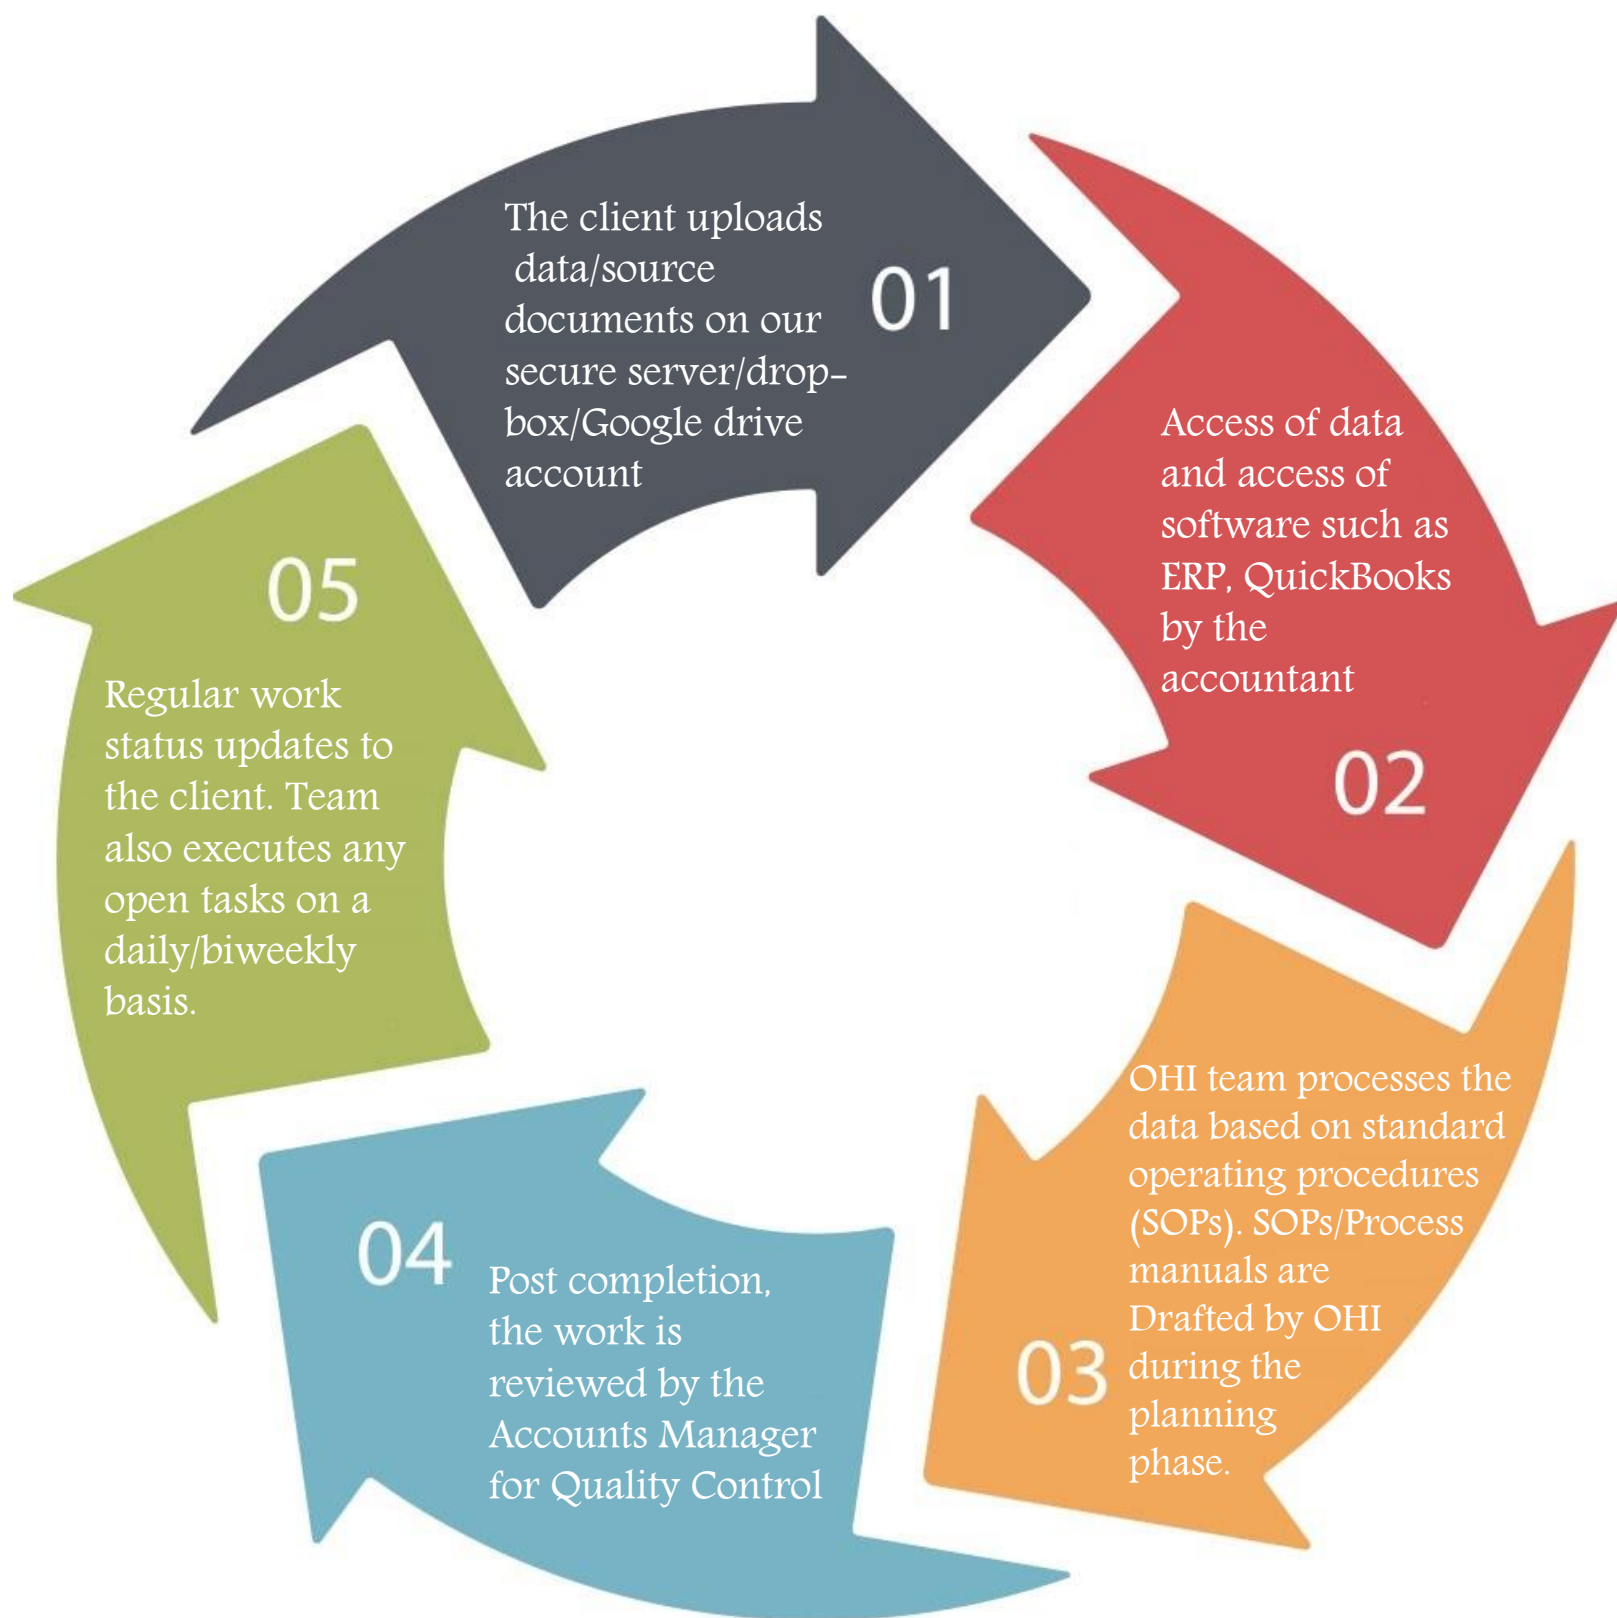 The client uploads
data/source
documents on our
secure server/drop-
box/Google drive
account
01
Access of data
and access of
software such as
ERP, QuickBooks
by the
accountant
02
OHI team processes the
data based on standard
operating procedures
(SOPs). SOPs/Process
manuals are
Drafted by OHI
during the
planning
phase.
03
04
Post completion,
the work is
reviewed by the
Accounts Manager
for Quality Control
05
Regular work
status updates to
the client. Team
also executes any
open tasks on a
daily/biweekly
basis.